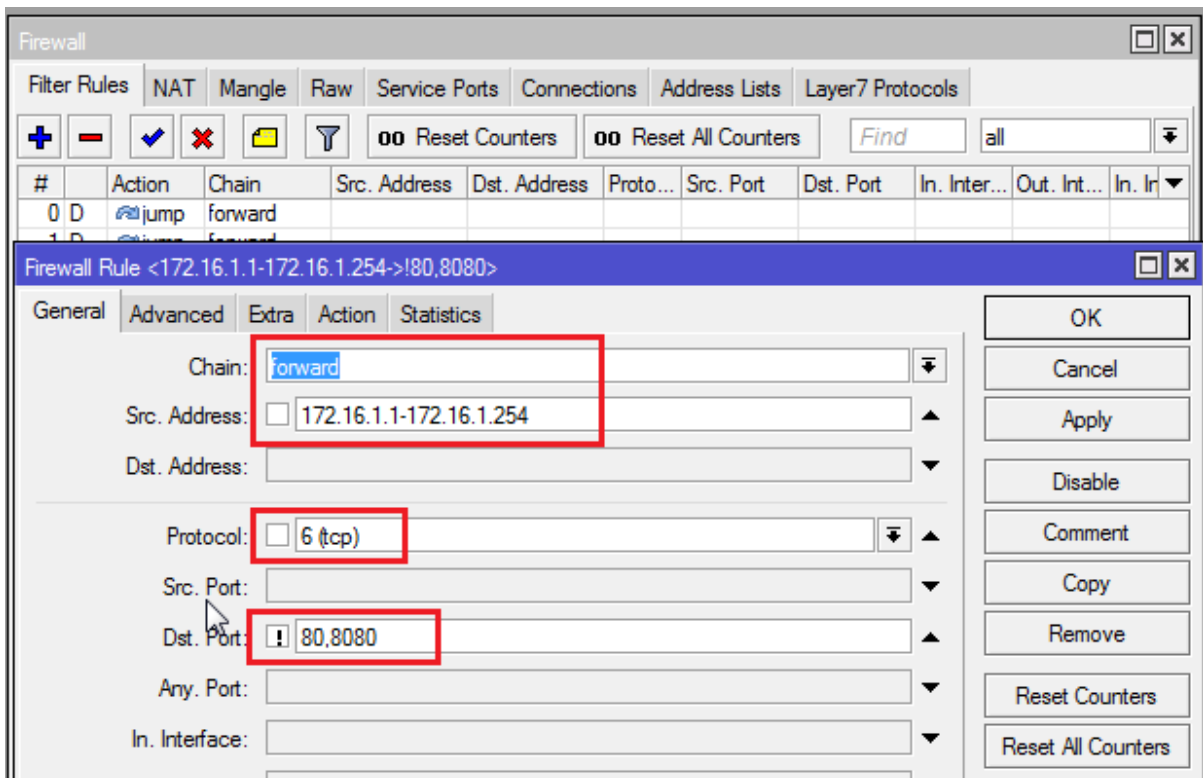 Firewall
Filter Rules NAT Mangle Raw Service Ports Connections Address Lists Layer7 Protocols
00 Reset Counters 00 Reset All Counters Find all
# Action Chain Src. Address Dst. Address Proto... Src. Port Dst. Port In. Inter... Out. Int... In. In
0 D jump forward
1 D jump forward
Firewall Rule <172.16.1.1-172.16.1.254->!80,8080>
General Advanced Extra Action Statistics
OK
Chain: forward
Cancel
Src. Address: 172.16.1.1-172.16.1.254
Apply
Dst. Address:
Disable
Protocol: 6 (tcp)
Comment
Src. Port:
Copy
Dst. Port: ! 80,8080
Remove
Any. Port:
Reset Counters
In. Interface:
Reset All Counters